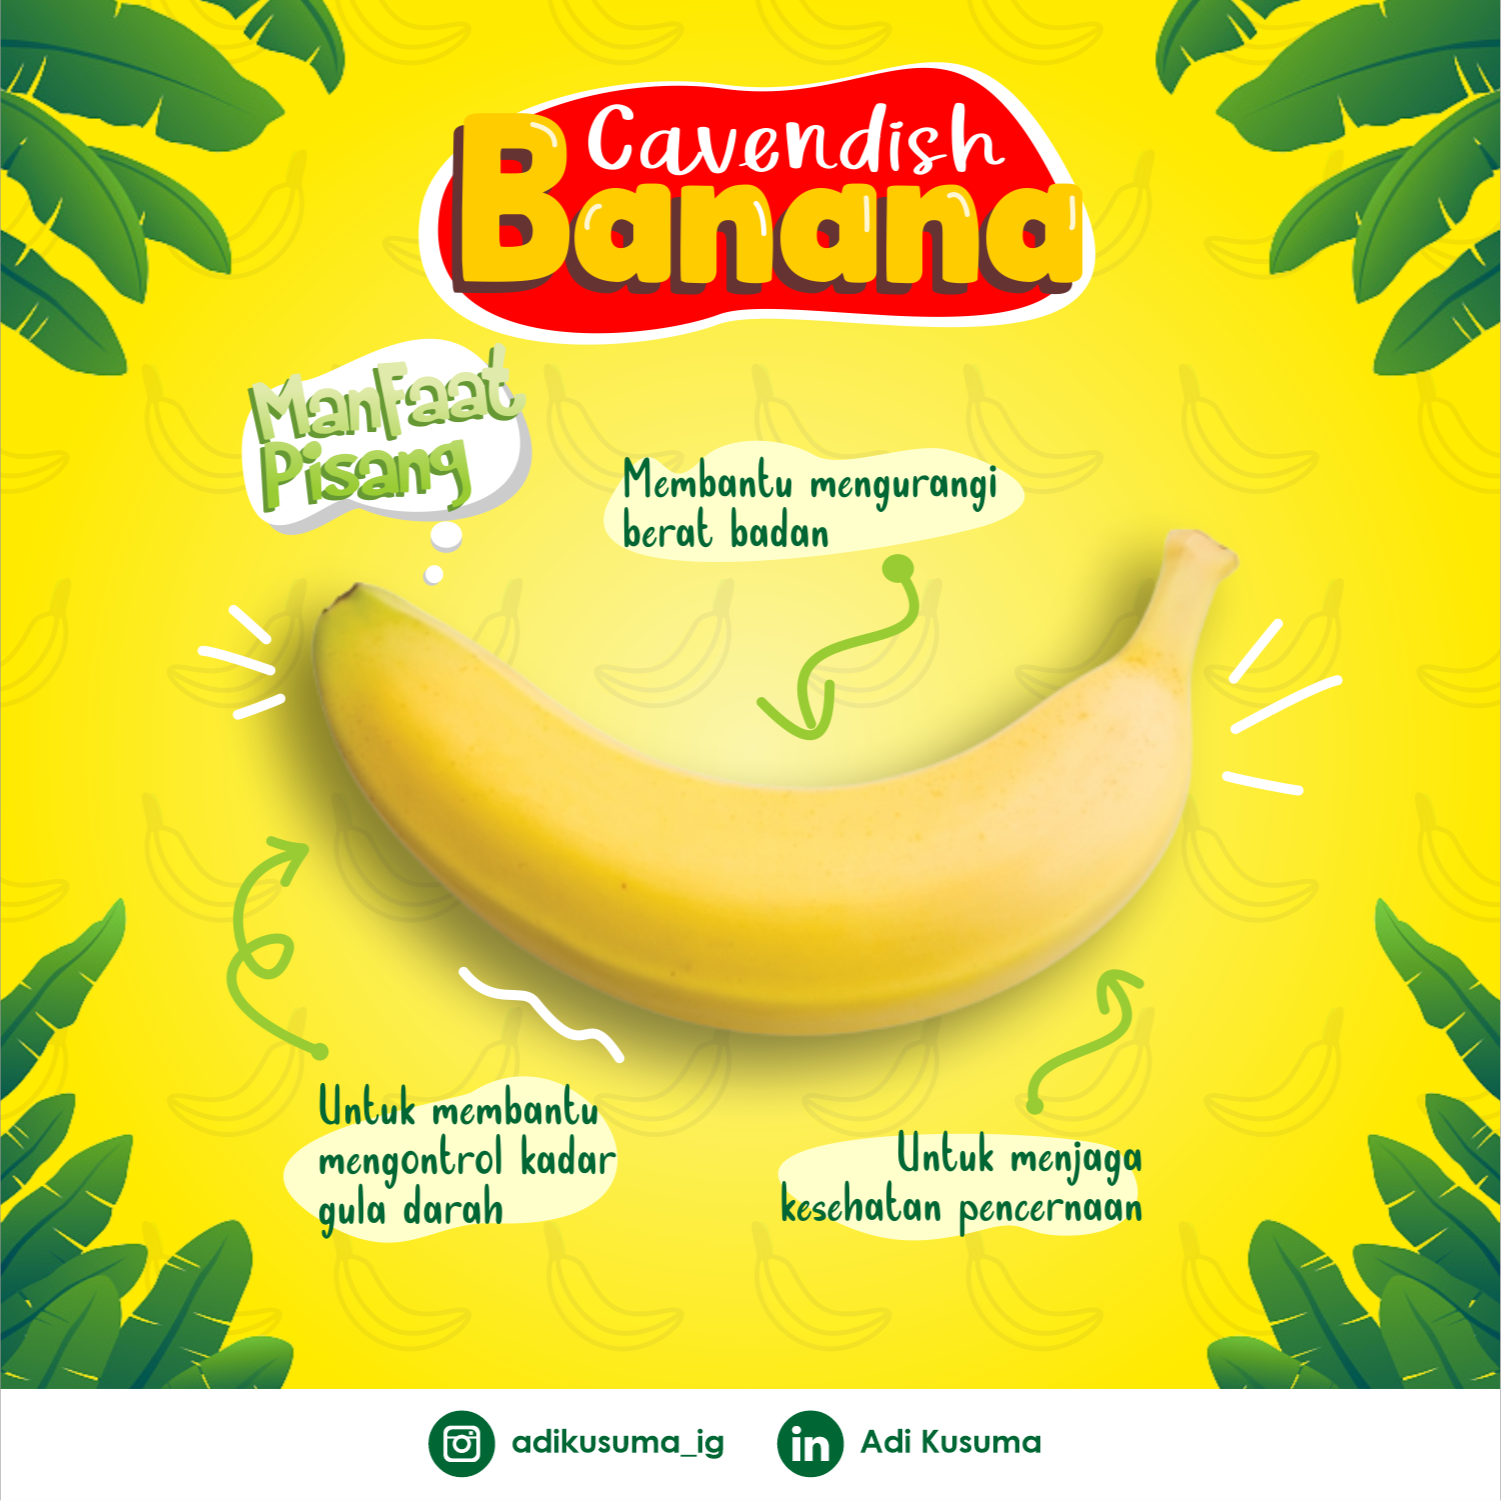 Cavendish
Banana
ManFaat
Pisang
Membantu mengurangi
berat badan
Untuk membantu
mengontrol kadar
gula darah
Untuk menjaga
kesehatan pencernaan
adikusuma_ig
in Adi Kusuma